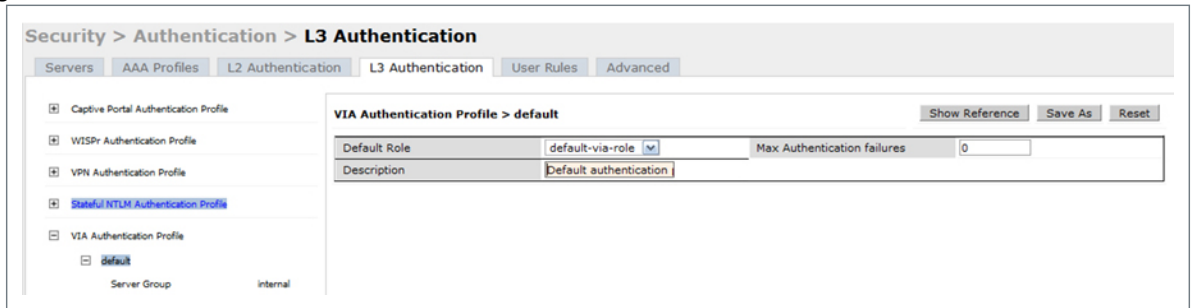 Security > Authentication > L3 Authentication
Servers AAA Profiles L2 Authentication L3 Authentication User Rules Advanced
Captive Portal Authentication Profile
WISPr Authentication Profile
VPN Authentication Profile
Stateful NTLM Authentication Profile
VIA Authentication Profile
default
Server Group internal
VIA Authentication Profile > default Show Reference Save As Reset
Default Role default-via-role Max Authentication failures 0
Description Default authentication